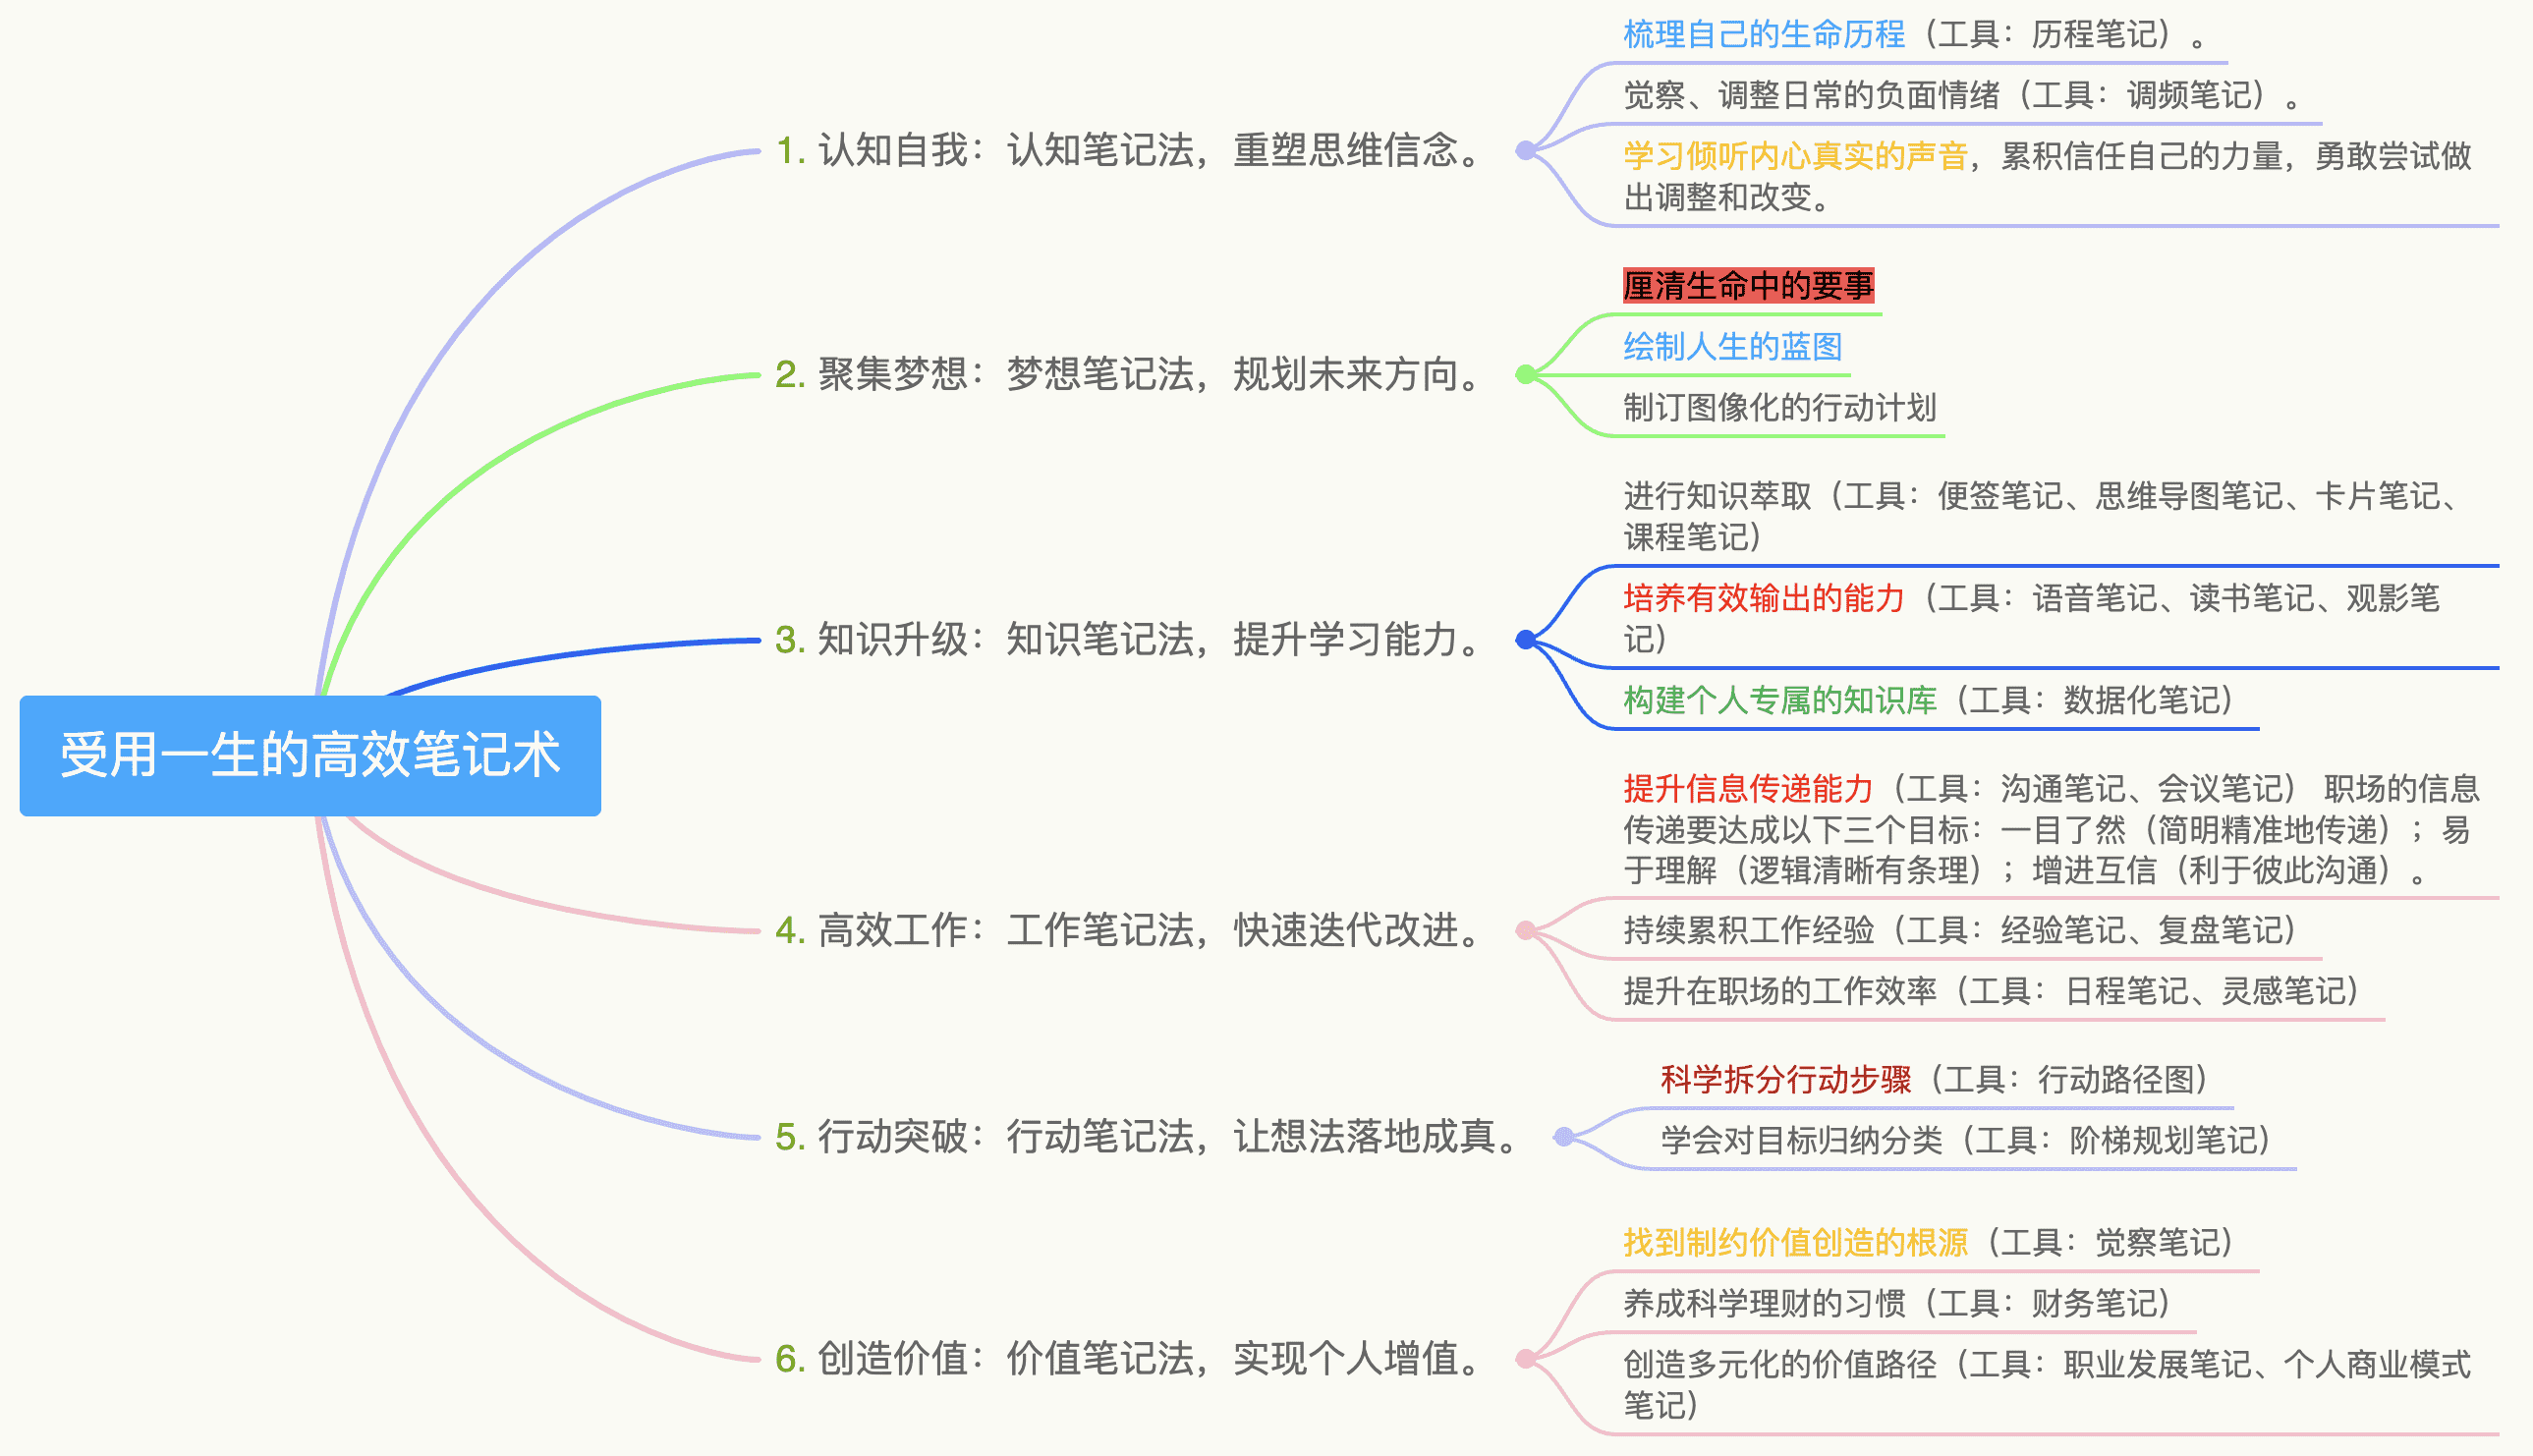 受用一生的高效笔记术
1. 认知自我：认知笔记法，重塑思维信念。
梳理自己的生命历程（工具：历程笔记）。
觉察、调整日常的负面情绪（工具：调频笔记）。
学习倾听内心真实的声音，累积信任自己的力量，勇敢尝试做
出调整和改变。
2. 聚集梦想：梦想笔记法，规划未来方向。
厘清生命中的要事
绘制人生的蓝图
制订图像化的行动计划
3. 知识升级：知识笔记法，提升学习能力。
进行知识萃取（工具：便签笔记、思维导图笔记、卡片笔记、
课程笔记）
培养有效输出的能力（工具：语音笔记、读书笔记、观影笔
记）
构建个人专属的知识库（工具：数据化笔记）
4. 高效工作：工作笔记法，快速迭代改进。
提升信息传递能力（工具：沟通笔记、会议笔记） 职场的信息
传递要达成以下三个目标：一目了然（简明精准地传递）；易
于理解（逻辑清晰有条理）；增进互信（利于彼此沟通）。
持续累积工作经验（工具：经验笔记、复盘笔记）
提升在职场的工作效率（工具：日程笔记、灵感笔记）
5. 行动突破：行动笔记法，让想法落地成真。
科学拆分行动步骤（工具：行动路径图）
学会对目标归纳分类（工具：阶梯规划笔记）
6. 创造价值：价值笔记法，实现个人增值。
找到制约价值创造的根源（工具：觉察笔记）
养成科学理财的习惯（工具：财务笔记）
创造多元化的价值路径（工具：职业发展笔记、个人商业模式
笔记）